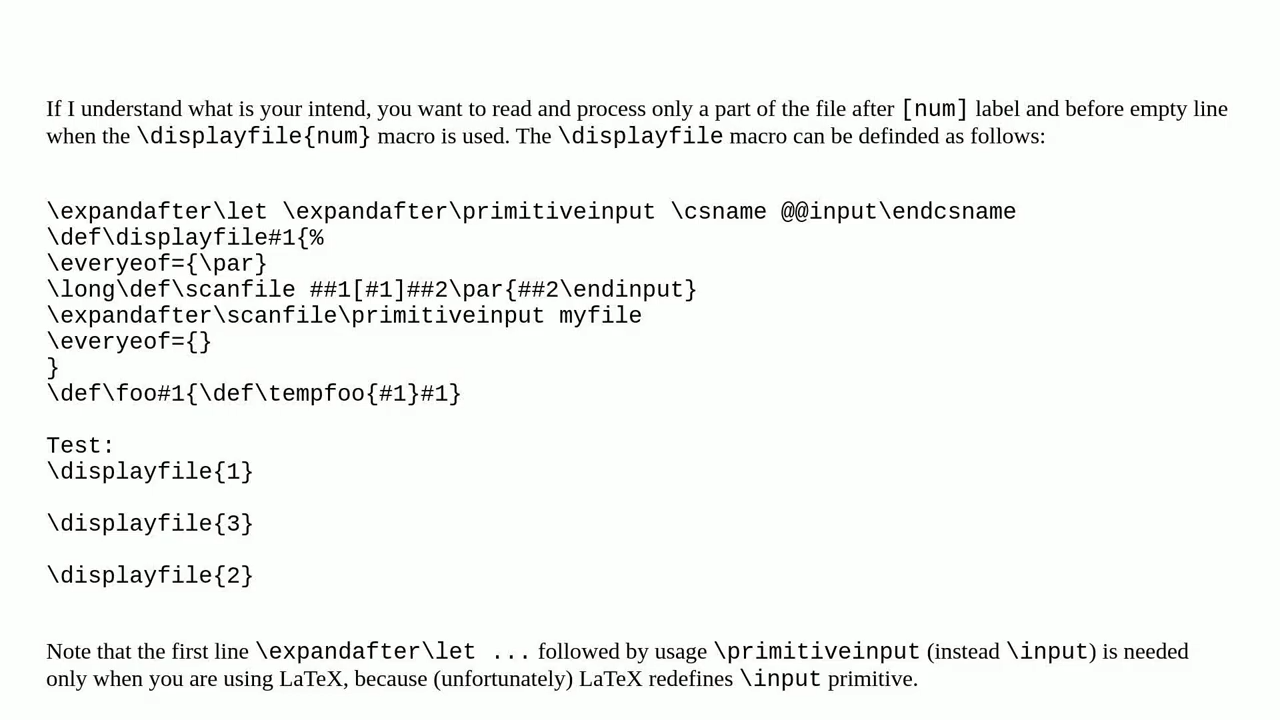 If I understand what is your intend, you want to read and process only a part of the file after [num] label and before empty line
when the \displayfile{num} macro is used. The \displayfile macro can be definded as follows:
\expandafter\let \expandafter\primitiveinput \csname @@input\endcsname
\def\displayfile#1{%
\everyeof={\par}
\long\def\scanfile ##1[#1]##2\par{##2\endinput}
\expandafter\scanfile\primitiveinput myfile
\everyeof={}
}
\def\foo#1{\def\tempfoo{#1}#1}
Test:
\displayfile{1}
\displayfile{3}
\displayfile{2}
Note that the first line \expandafter\let ... followed by usage \primitiveinput (instead \input) is needed
only when you are using LaTeX, because (unfortunately) LaTeX redefines \input primitive.